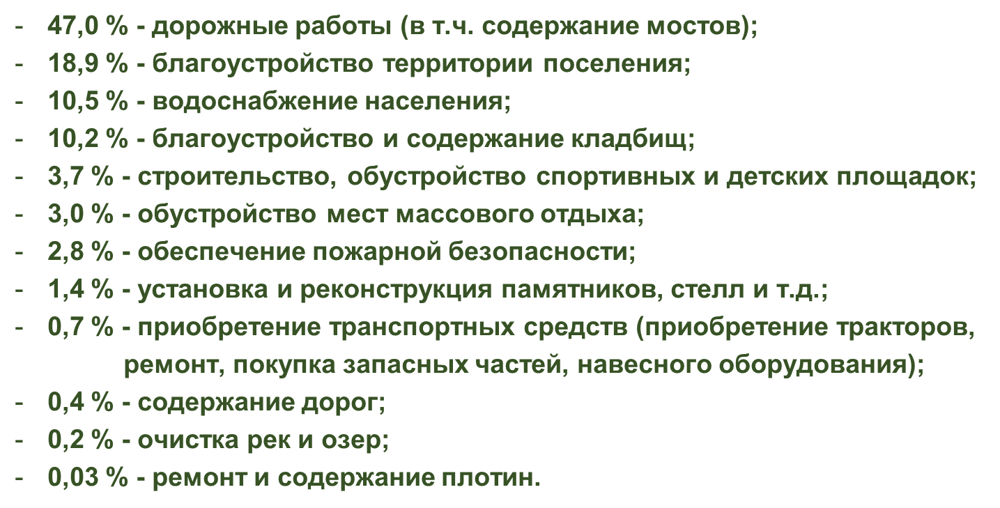 - 47,0 % - дорожные работы (в т.ч. содержание мостов);
- 18,9 % - благоустройство территории поселения;
- 10,5 % - водоснабжение населения;
- 10,2 % - благоустройство и содержание кладбищ;
- 3,7 % - строительство, обустройство спортивных и детских площадок;
- 3,0 % - обустройство мест массового отдыха;
- 2,8 % - обеспечение пожарной безопасности;
- 1,4 % - установка и реконструкция памятников, стелл и т.д.;
- 0,7 % - приобретение транспортных средств (приобретение тракторов,
ремонт, покупка запасных частей, навесного оборудования);
- 0,4 % - содержание дорог;
- 0,2 % - очистка рек и озер;
- 0,03 % - ремонт и содержание плотин.